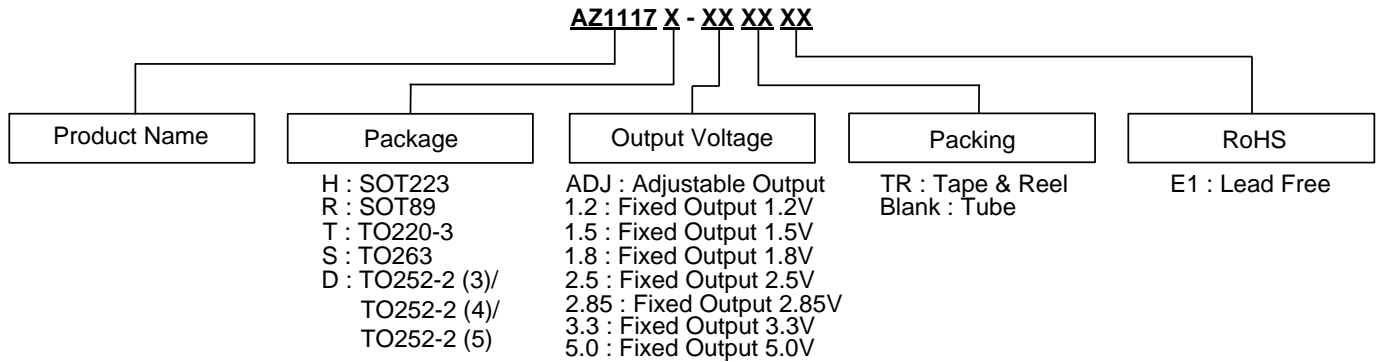 AZ1117 X - XX XX XX
Product Name
Package
Output Voltage
Packing
RoHS
H : SOT223
R : SOT89
T : TO220-3
S : TO263
D : TO252-2 (3)/
TO252-2 (4)/
TO252-2 (5)
ADJ : Adjustable Output
1.2 : Fixed Output 1.2V
1.5 : Fixed Output 1.5V
1.8 : Fixed Output 1.8V
2.5 : Fixed Output 2.5V
2.85 : Fixed Output 2.85V
3.3 : Fixed Output 3.3V
5.0 : Fixed Output 5.0V
TR : Tape & Reel
Blank : Tube
E1 : Lead Free